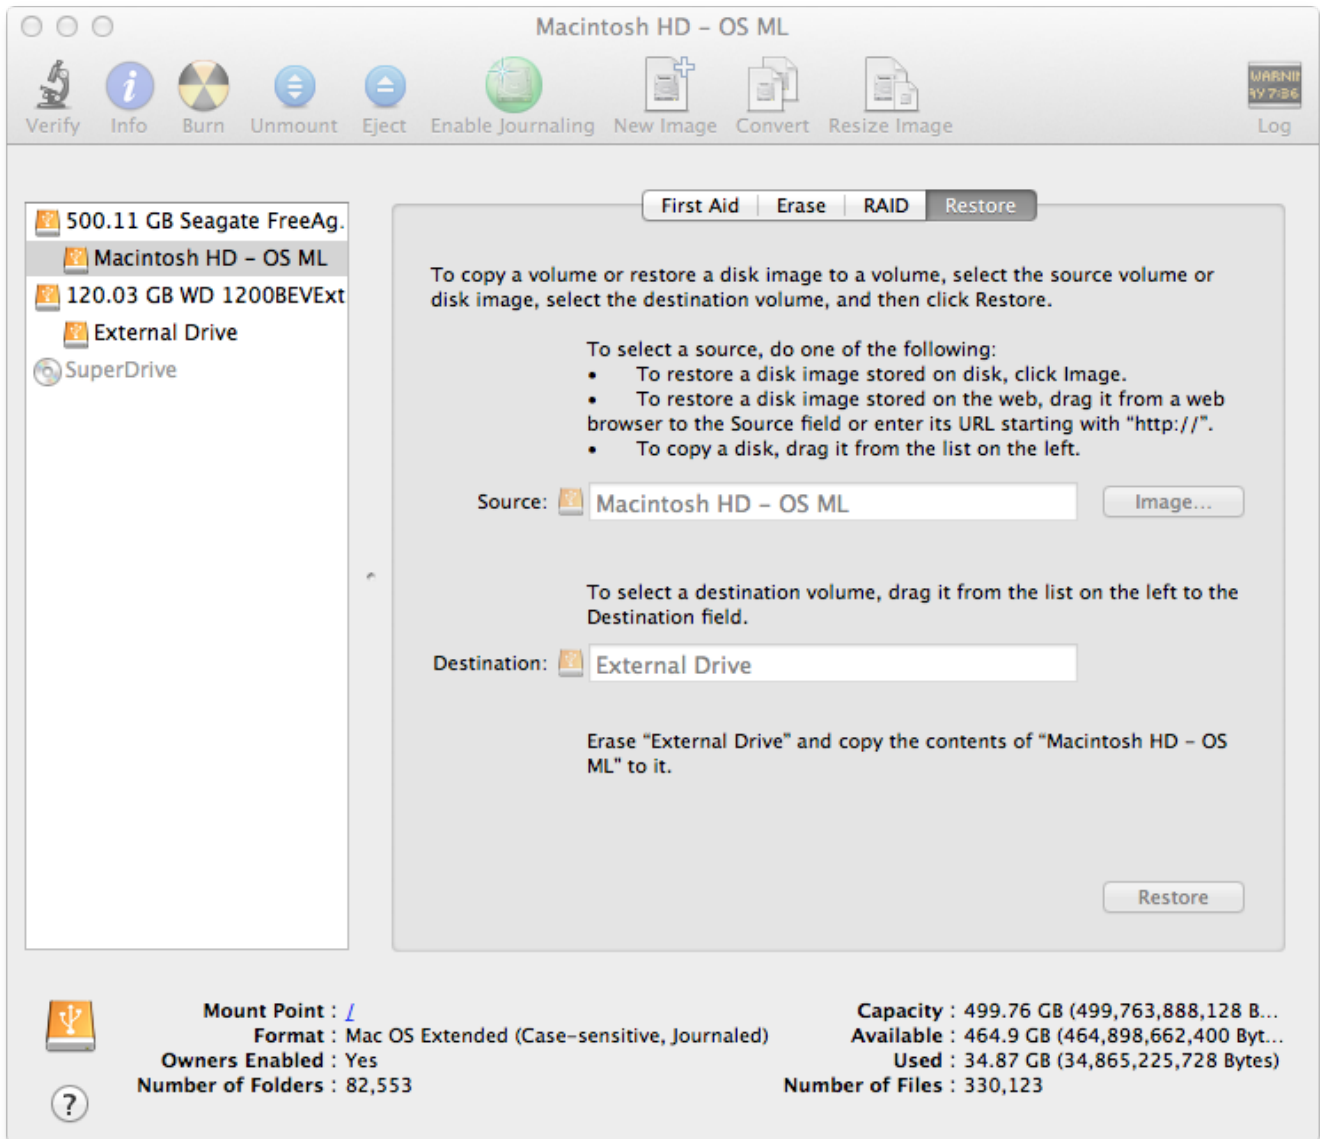 Macintosh HD – OS ML
Verify Info Burn Unmount Eject Enable Journaling New Image Convert Resize Image Log
WARNIN
AY 7:36
First Aid Erase RAID Restore
500.11 GB Seagate FreeAg.
Macintosh HD – OS ML
120.03 GB WD 1200BEVExt
External Drive
SuperDrive
To copy a volume or restore a disk image to a volume, select the source volume or
disk image, select the destination volume, and then click Restore.
To select a source, do one of the following:
• To restore a disk image stored on disk, click Image.
• To restore a disk image stored on the web, drag it from a web
browser to the Source field or enter its URL starting with “http://”.
• To copy a disk, drag it from the list on the left.
Source: Macintosh HD – OS ML Image...
To select a destination volume, drag it from the list on the left to the
Destination field.
Destination: External Drive
Erase “External Drive” and copy the contents of “Macintosh HD – OS
ML” to it.
Restore
Mount Point : /
Format : Mac OS Extended (Case-sensitive, Journaled)
Owners Enabled : Yes
Number of Folders : 82,553
Capacity : 499.76 GB (499,763,888,128 B...
Available : 464.9 GB (464,898,662,400 Byt...
Used : 34.87 GB (34,865,225,728 Bytes)
Number of Files : 330,123
?